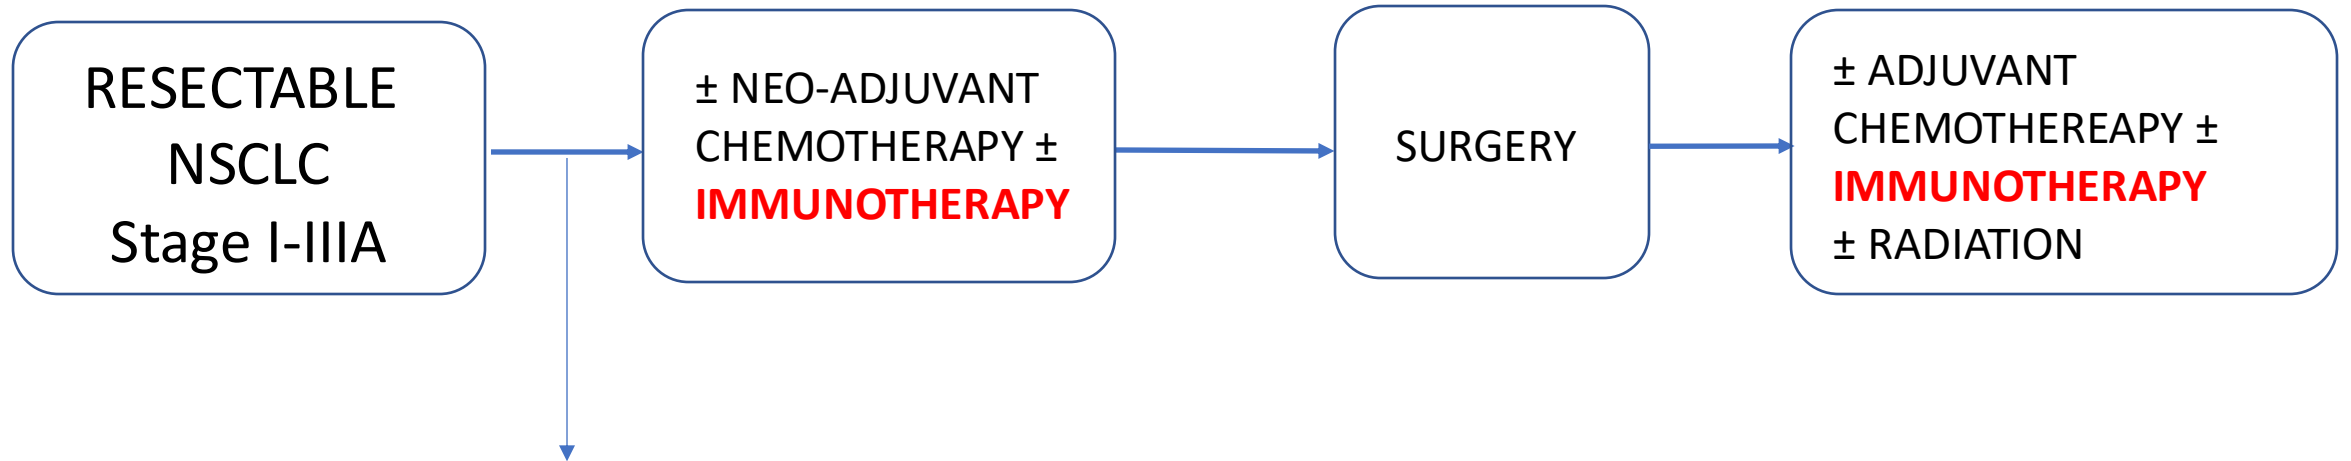 RESECTABLE
NSCLC
Stage I-IIIA
± NEO-ADJUVANT
CHEMOTHERAPY ±
IMMUNOTHERAPY
SURGERY
± ADJUVANT
CHEMOTHEREAPY ±
IMMUNOTHERAPY
± RADIATION